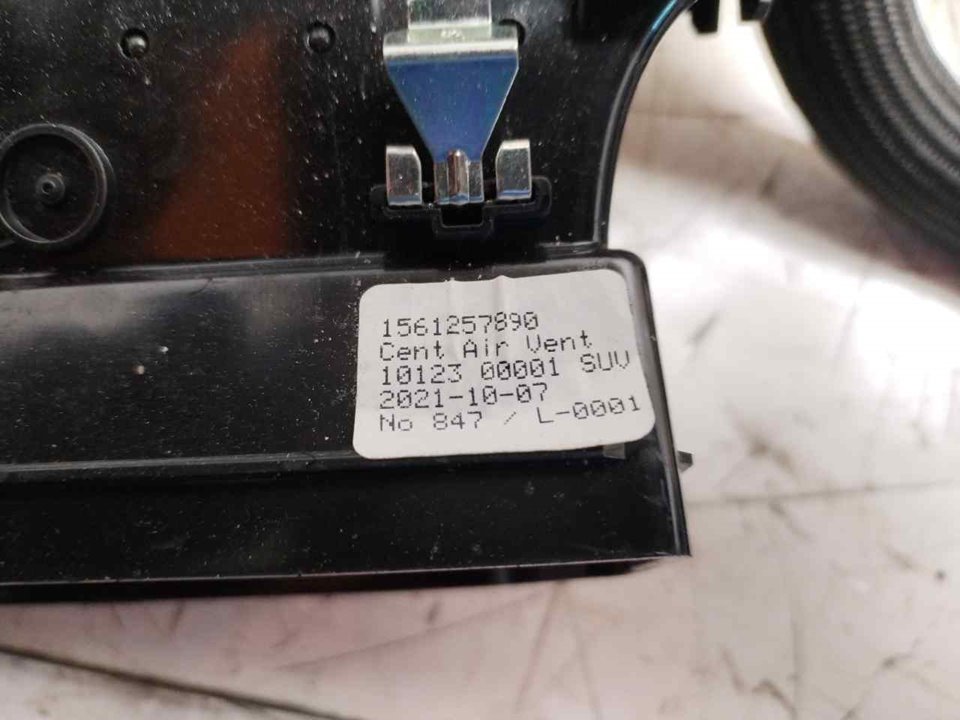 1561257890
Cent Air Vent
10123 00001 SUV
2021-10-07
No 847 / L-0001